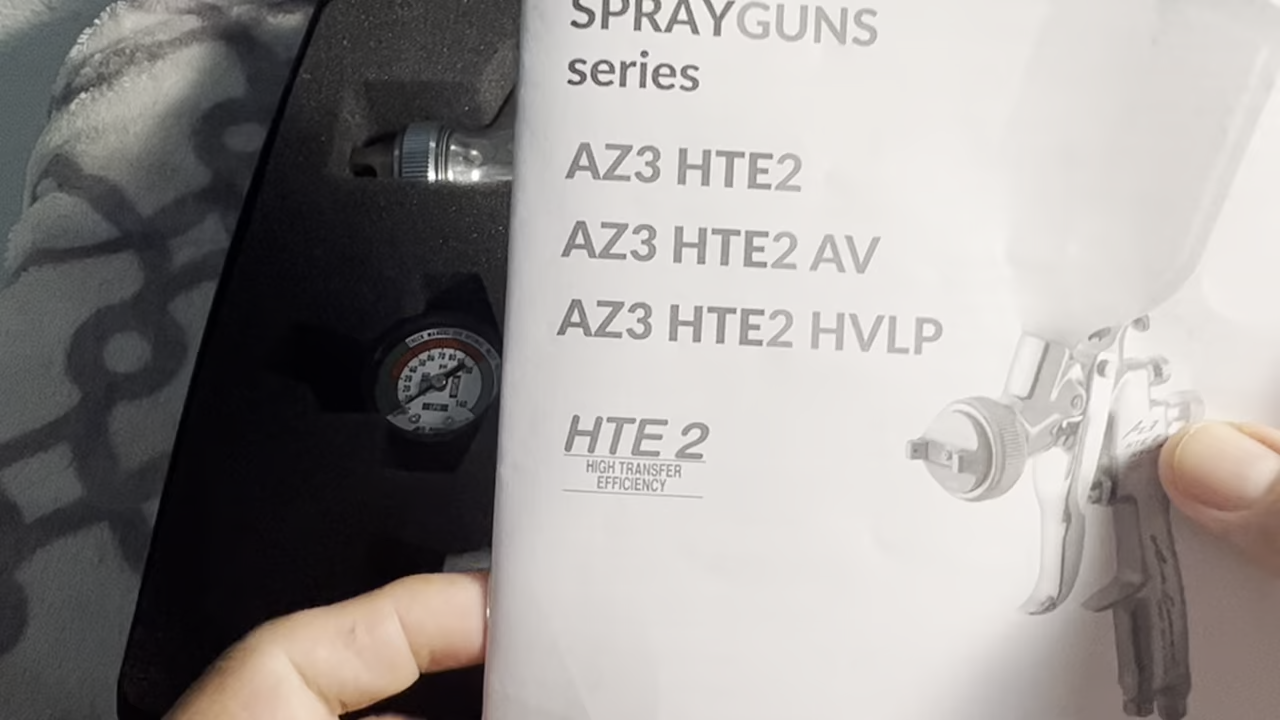 SPRAYGUNS
series
AZ3 HTE2
AZ3 HTE2 AV
AZ3 HTE2 HVLP
HTE 2
HIGH TRANSFER
EFFICIENCY